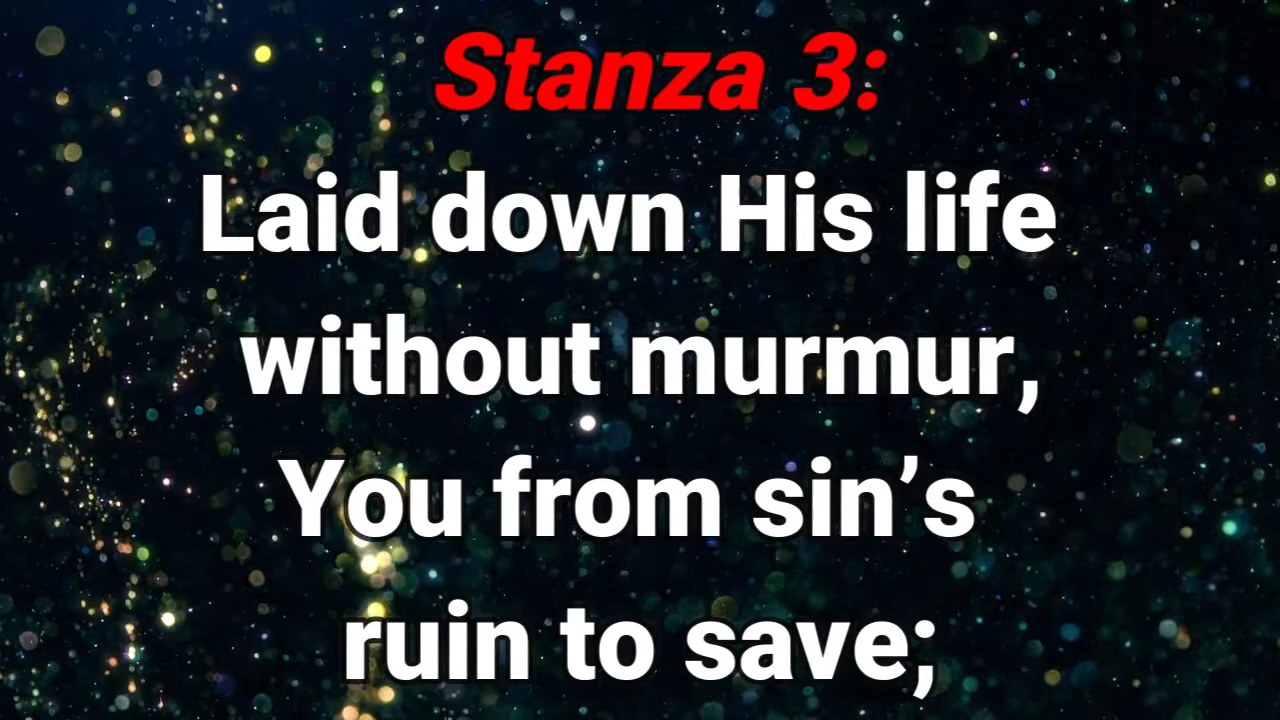 Stanza 3:
Laid down His life
without murmur,
You from sin’s
ruin to save;